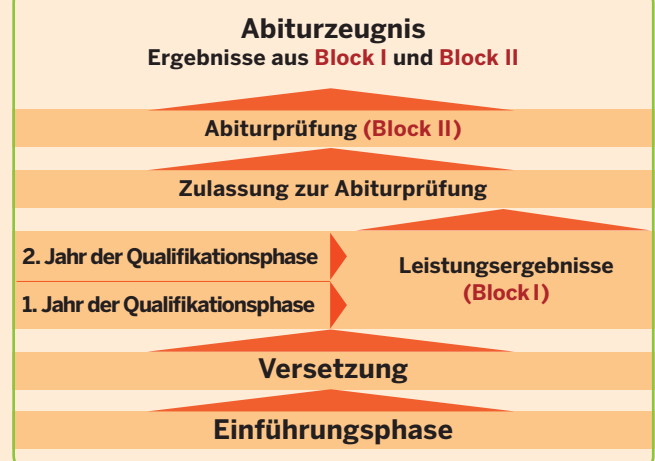 Abiturzeugnis
Ergebnisse aus Block I und Block II
Abiturprüfung (Block II)
Zulassung zur Abiturprüfung
2. Jahr der Qualifikationsphase
1. Jahr der Qualifikationsphase
Leistungsergebnisse
(Block I)
Versetzung
Einführungsphase